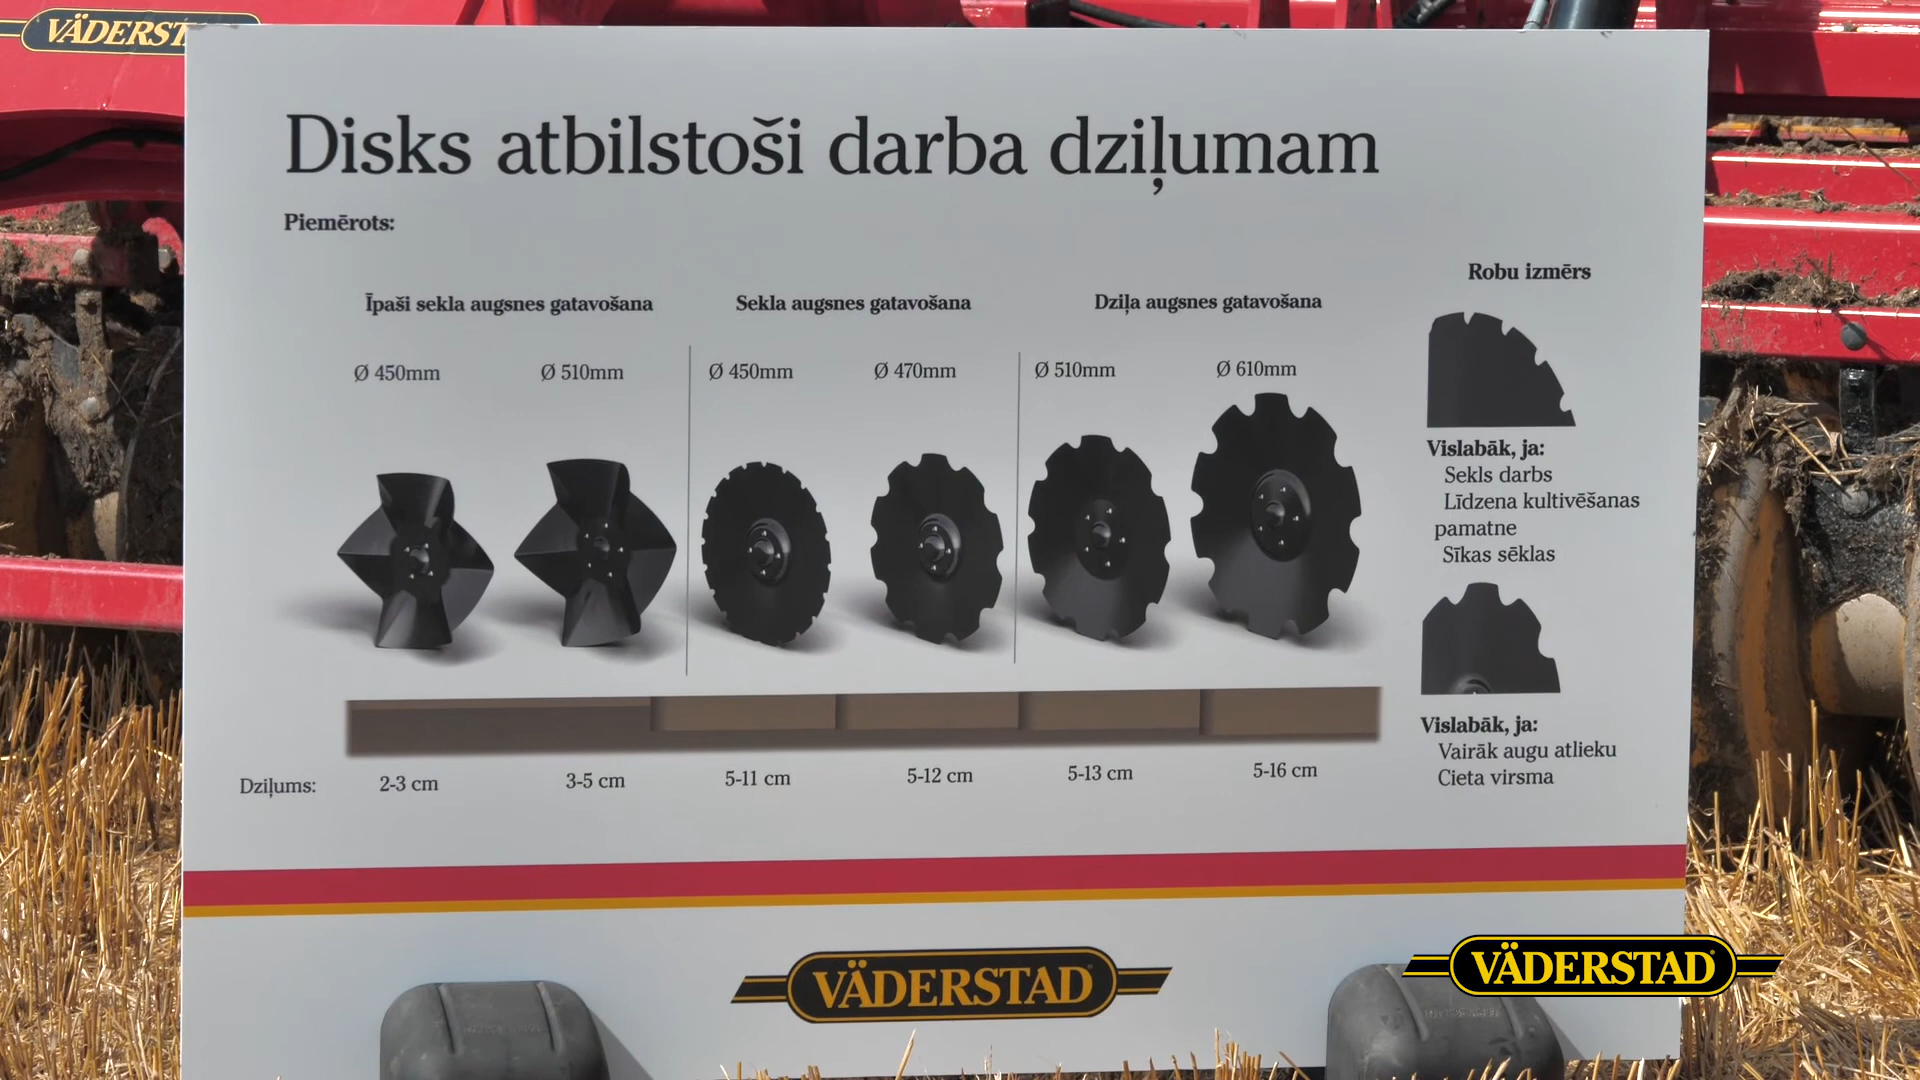 VÄDERST
Disks atbilstoši darba dziļumam
Piemērots:
Īpaši sekla augsnes gatavošana
Sekla augsnes gatavošana
Dziļa augsnes gatavošana
Ø 450mm
Ø 510mm
Ø 450mm
Ø 470mm
Ø 510mm
Ø 610mm
Dziļums:
2-3 cm
3-5 cm
5-11 cm
5-12 cm
5-13 cm
5-16 cm
Robu izmērs
Vislabāk, ja:
Sekls darbs
Līdzena kultivēšanas
pamatne
Sīkas sēklas
Vislabāk, ja:
Vairāk augu atlieku
Cieta virsma
VÄDERSTAD
VÄDERSTAD